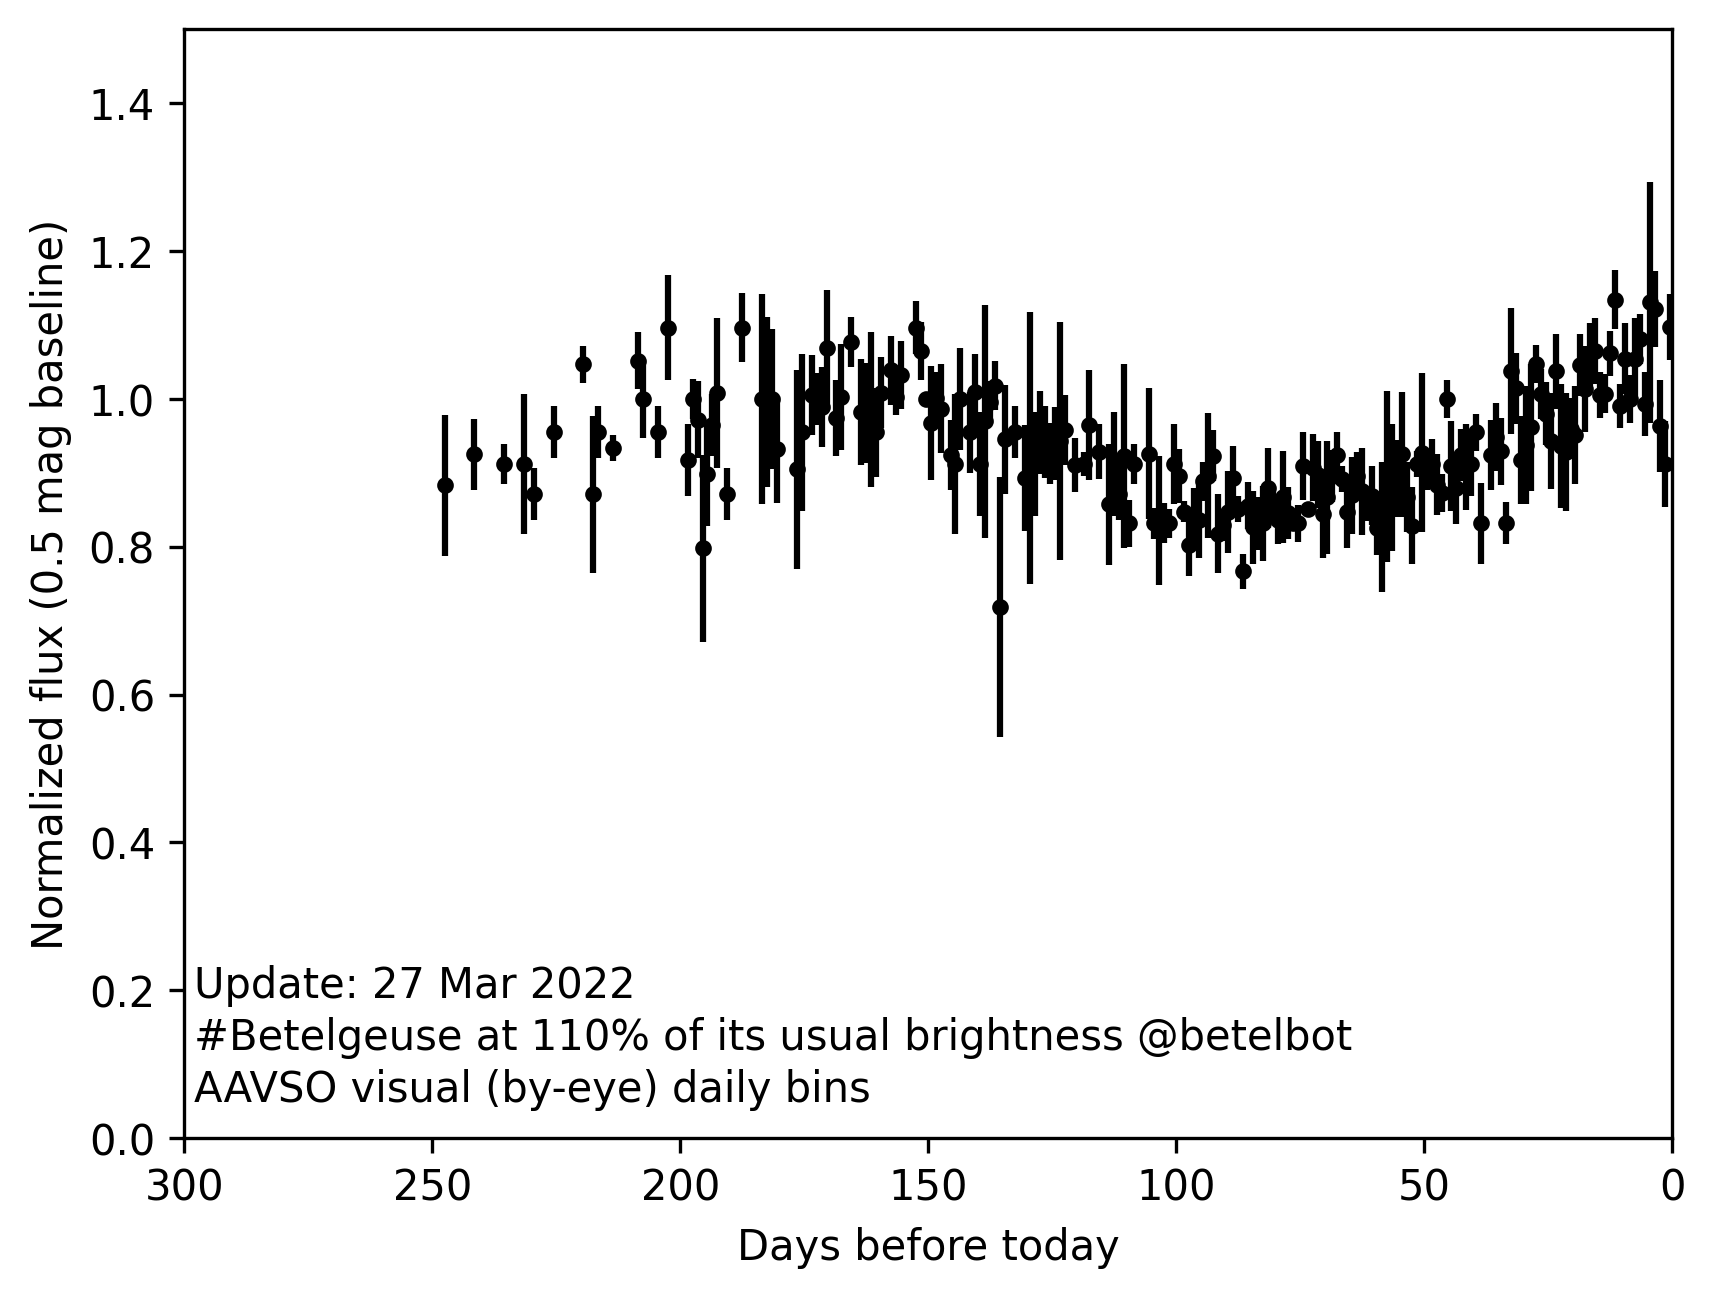 1.4
1.2
1.0
0.8
0.6
0.4
0.2
0.0
Normalized flux (0.5 mag baseline)
Update: 27 Mar 2022
#Betelgeuse at 110% of its usual brightness @betelbot
AAVSO visual (by-eye) daily bins
300 250 200 150 100 50 0
Days before today